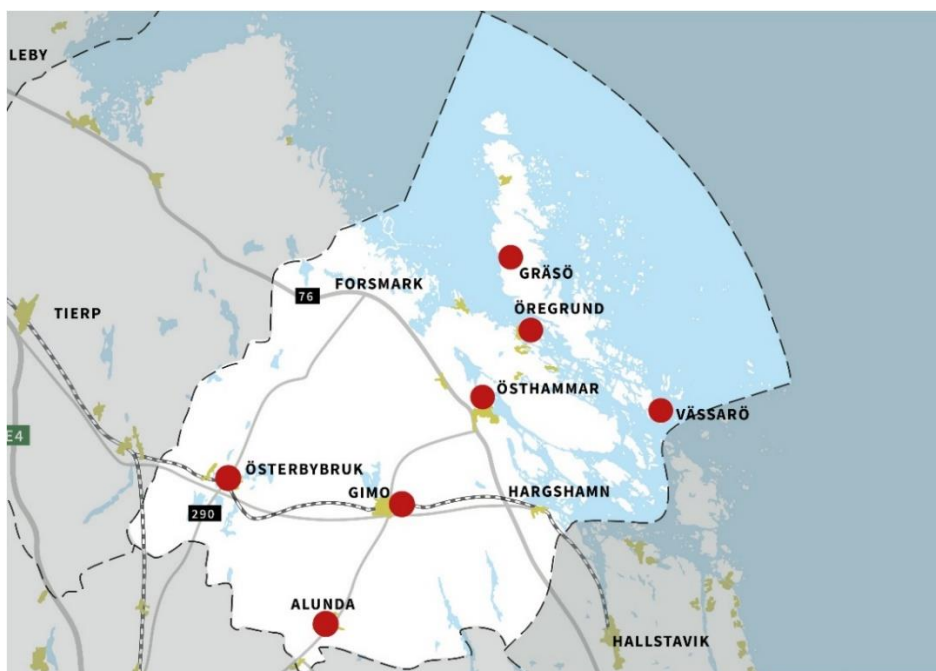 LEBY
GRÄSÖ
FORSMARK
76
ÖREGRUND
TIERP
ÖSTHAMMAR
VÄSSARÖ
E4
ÖSTERBYBRUK
GIMO
HARGSHAMN
290
ALUNDA
HALLSTAVIK